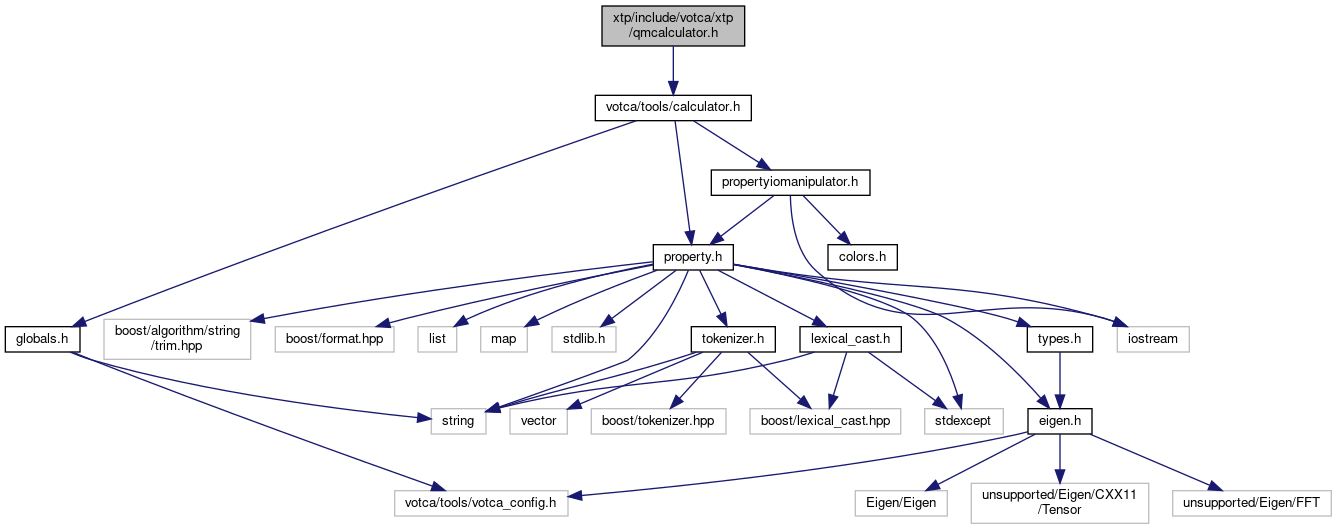 xtp/include/votca/xtp
/qmcalculator.h
votca/tools/calculator.h
propertyiomanipulator.h
property.h
colors.h
globals.h
boost/algorithm/string
/trim.hpp
boost/format.hpp
list
map
stdlib.h
tokenizer.h
lexical_cast.h
types.h
iostream
string
vector
boost/tokenizer.hpp
boost/lexical_cast.hpp
stdexcept
eigen.h
votca/tools/votca_config.h
Eigen/Eigen
unsupported/Eigen/CXX11
/Tensor
unsupported/Eigen/FFT